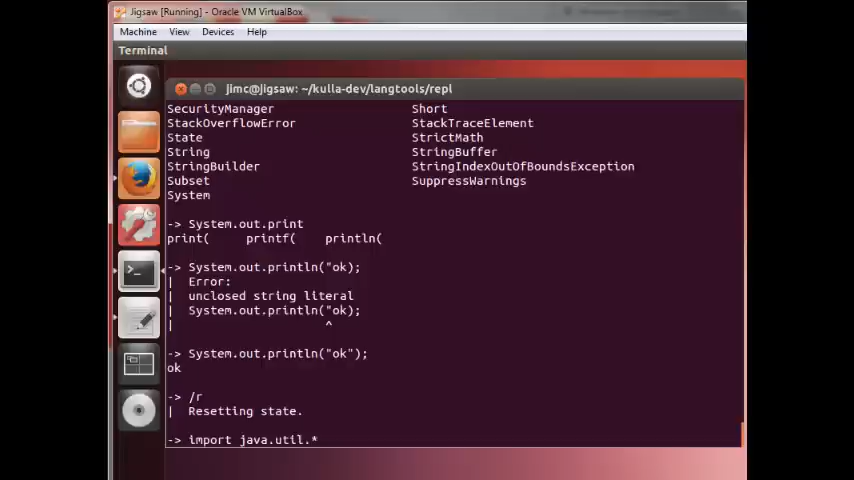 Jigsaw [Running] - Oracle VM VirtualBox
Machine View Devices Help
Terminal
jimc@jigsaw: ~/kulla-dev/langtools/repl
SecurityManager Short
StackOverflowError StackTraceElement
State StrictMath
String StringBuffer
StringBuilder StringIndexOutOfBoundsException
Subset SuppressWarnings
System
-> System.out.print
print( printf( println(
-> System.out.println("ok);
| Error:
| unclosed string literal
| System.out.println("ok);
| ^
-> System.out.println("ok");
ok
-> /r
| Resetting state.
-> import java.util.*